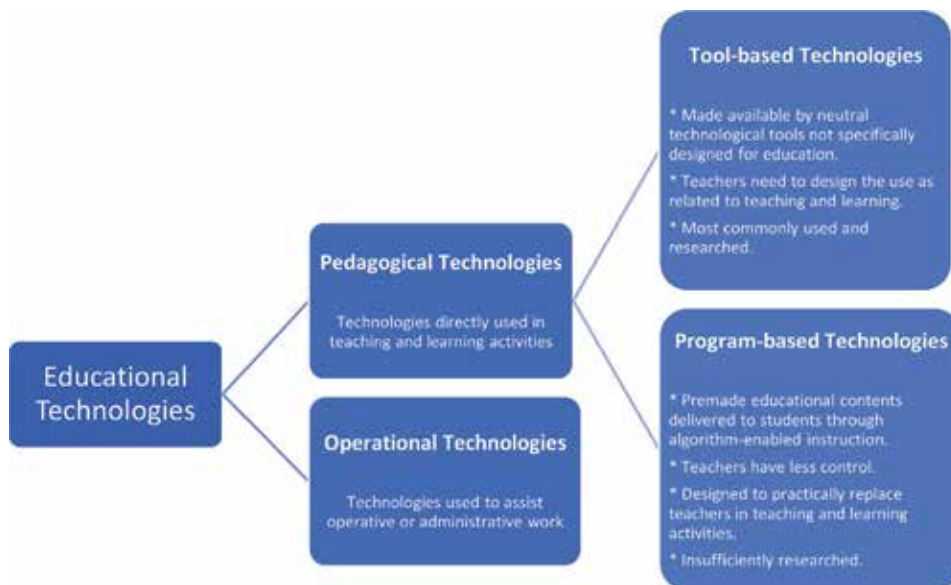 Educational
Technologies
Pedagogical Technologies
Technologies directly used in
teaching and learning activities
Operational Technologies
Technologies used to assist
operative or administrative work
Tool-based Technologies
* Made available by neutral
technological tools not specifically
designed for education.
* Teachers need to design the use as
related to teaching and learning.
* Most commonly used and
researched.
Program-based Technologies
* Premade educational contents
delivered to students through
algorithm-enabled instruction.
* Teachers have less control.
* Designed to practically replace
teachers in teaching and learning
activities.
* Insufficiently researched.